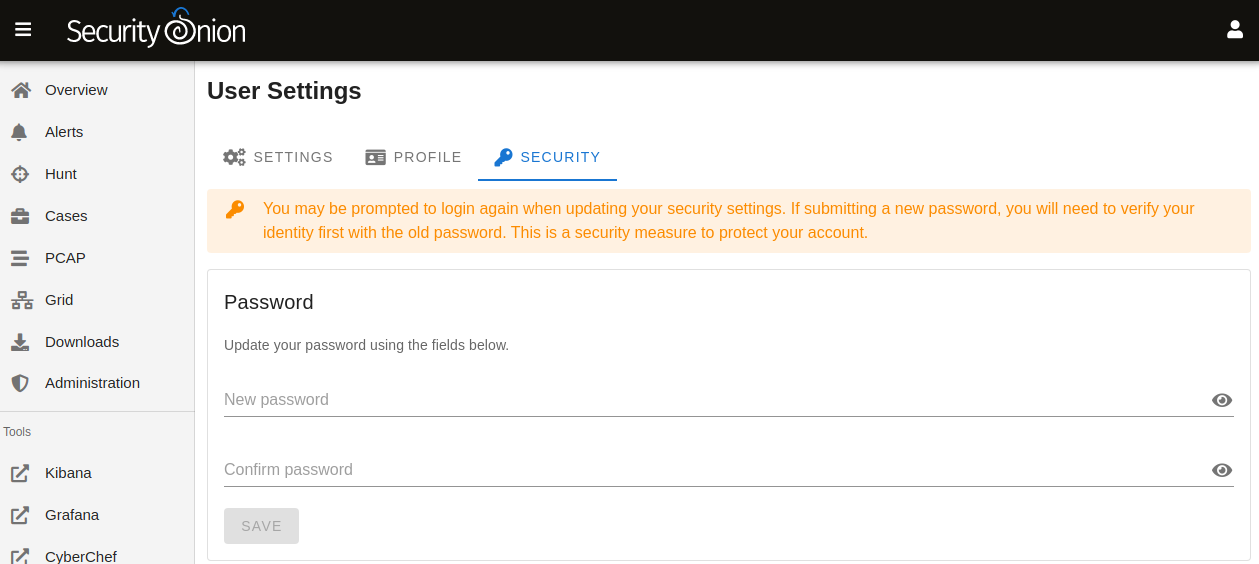 Security Onion
Overview
Alerts
Hunt
Cases
PCAP
Grid
Downloads
Administration
Tools
Kibana
Grafana
CyberChef
User Settings
SETTINGS PROFILE SECURITY
You may be prompted to login again when updating your security settings. If submitting a new password, you will need to verify your
identity first with the old password. This is a security measure to protect your account.
Password
Update your password using the fields below.
New password
Confirm password
SAVE